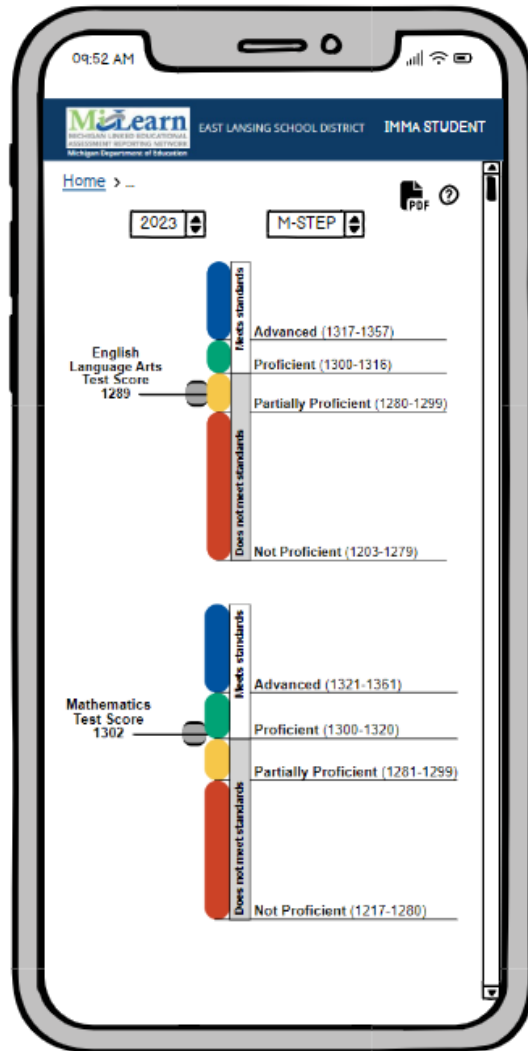 09:52 AM
MiLearn
MICHIGAN LINKED EDUCATIONAL
ASSESSMENT REPORTING NETWORK
Michigan Department of Education
EAST LANSING SCHOOL DISTRICT
IMMA STUDENT
Home > ...
PDF ?
2023
M-STEP
Meets standards
Advanced (1317-1357)
Proficient (1300-1316)
English
Language Arts
Test Score
1289
Does not meet standards
Partially Proficient (1280-1299)
Not Proficient (1203-1279)
Meets standards
Advanced (1321-1361)
Mathematics
Test Score
1302
Proficient (1300-1320)
Does not meet standards
Partially Proficient (1281-1299)
Not Proficient (1217-1280)